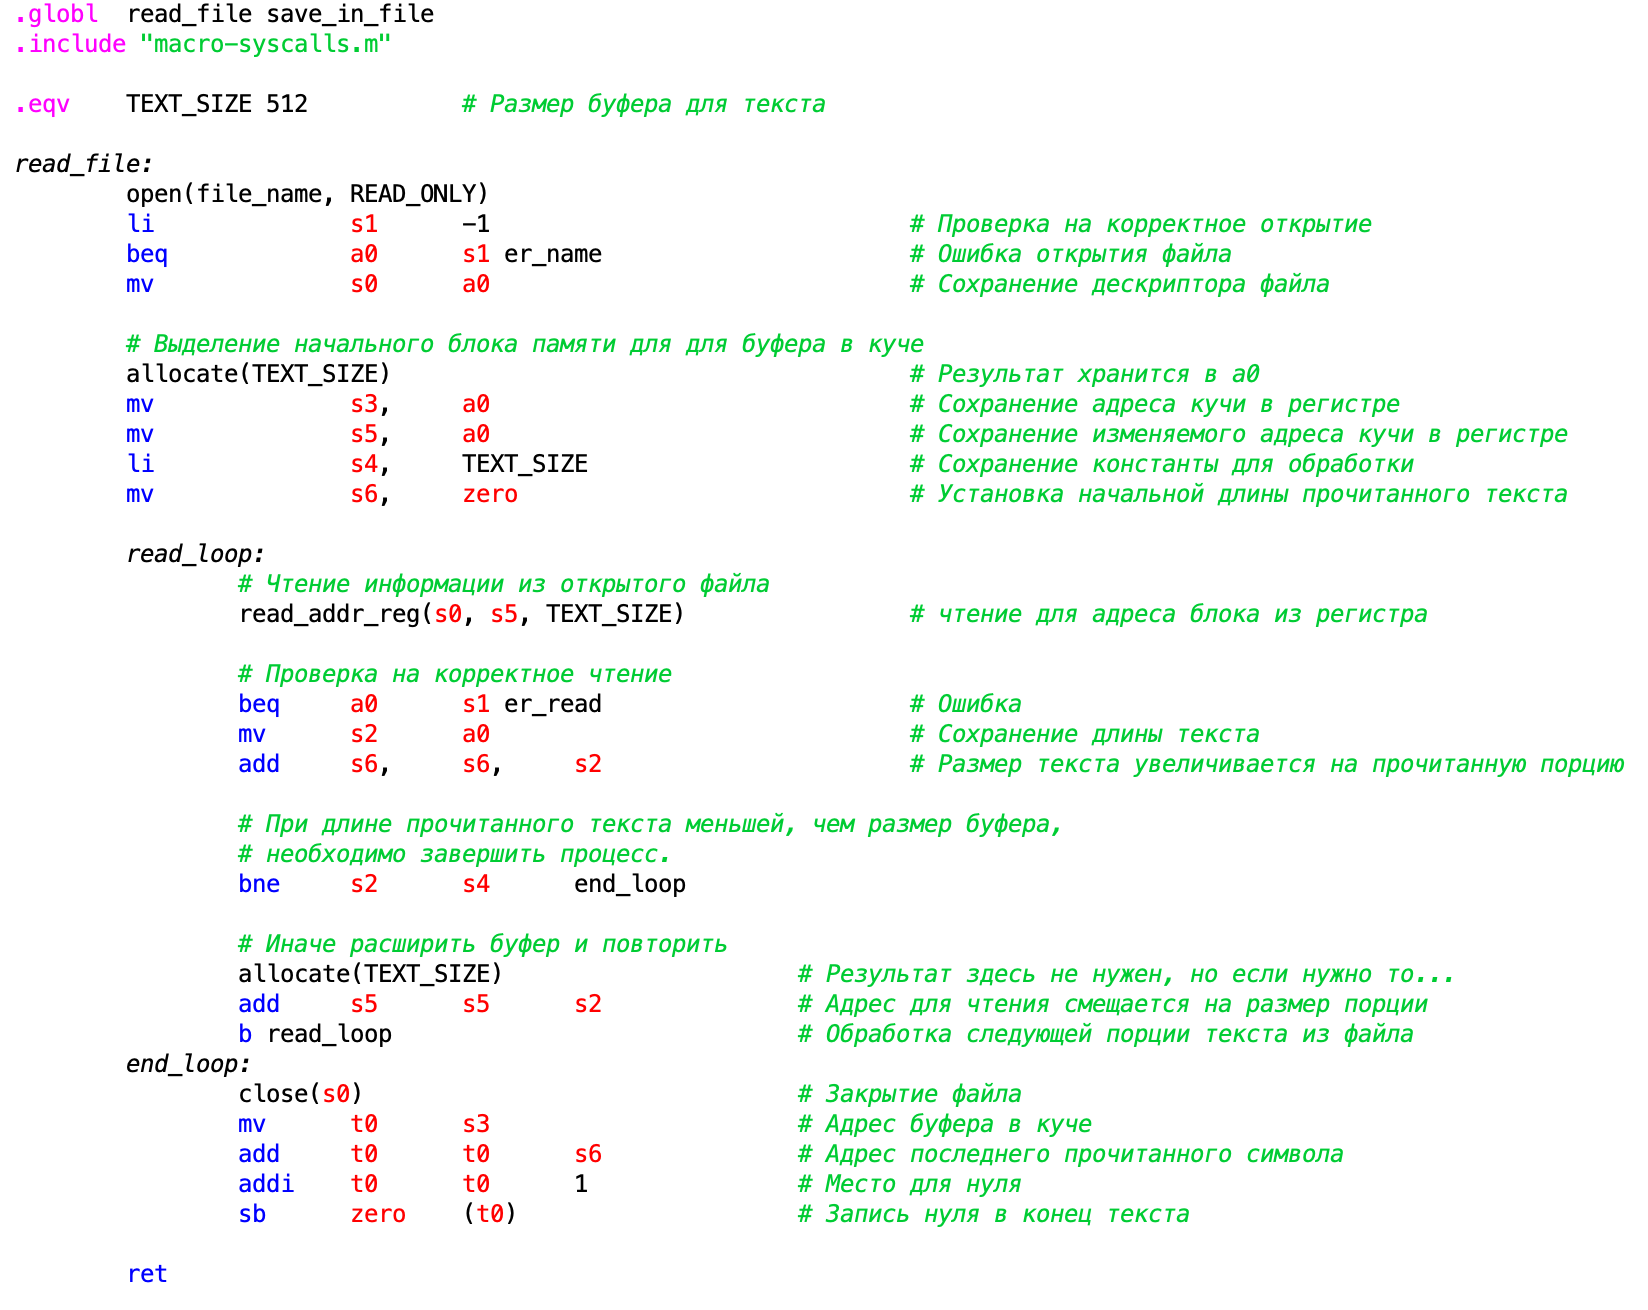 .globl read_file save_in_file
.include "macro-syscalls.m"
.eqv TEXT_SIZE 512 # Размер буфера для текста
read_file:
open(file_name, READ_ONLY)
li s1 -1 # Проверка на корректное открытие
beq a0 s1 er_name # Ошибка открытия файла
mv s0 a0 # Сохранение дескриптора файла
# Выделение начального блока памяти для для буфера в куче
allocate(TEXT_SIZE) # Результат хранится в a0
mv s3, a0 # Сохранение адреса кучи в регистре
mv s5, a0 # Сохранение изменяемого адреса кучи в регистре
li s4, TEXT_SIZE # Сохранение константы для обработки
mv s6, zero # Установка начальной длины прочитанного текста
read_loop:
# Чтение информации из открытого файла
read_addr_reg(s0, s5, TEXT_SIZE) # чтение для адреса блока из регистра
# Проверка на корректное чтение
beq a0 s1 er_read # Ошибка
mv s2 a0 # Сохранение длины текста
add s6, s6, s2 # Размер текста увеличивается на прочитанную порцию
# При длине прочитанного текста меньшей, чем размер буфера,
# необходимо завершить процесс.
bne s2 s4 end_loop
# Иначе расширить буфер и повторить
allocate(TEXT_SIZE) # Результат здесь не нужен, но если нужно то...
add s5 s5 s2 # Адрес для чтения смещается на размер порции
b read_loop # Обработка следующей порции текста из файла
end_loop:
close(s0) # Закрытие файла
mv t0 s3 # Адрес буфера в куче
add t0 t0 s6 # Адрес последнего прочитанного символа
addi t0 t0 1 # Место для нуля
sb zero (t0) # Запись нуля в конец текста
ret